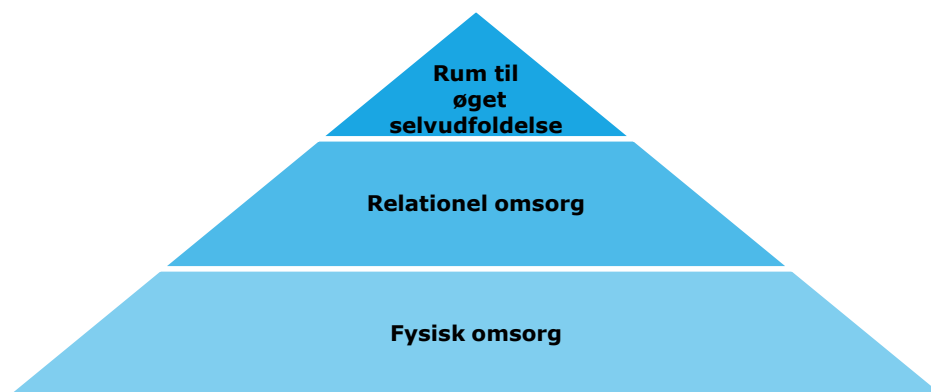 Rum til
øget
selvudfoldelse
Relationel omsorg
Fysisk omsorg